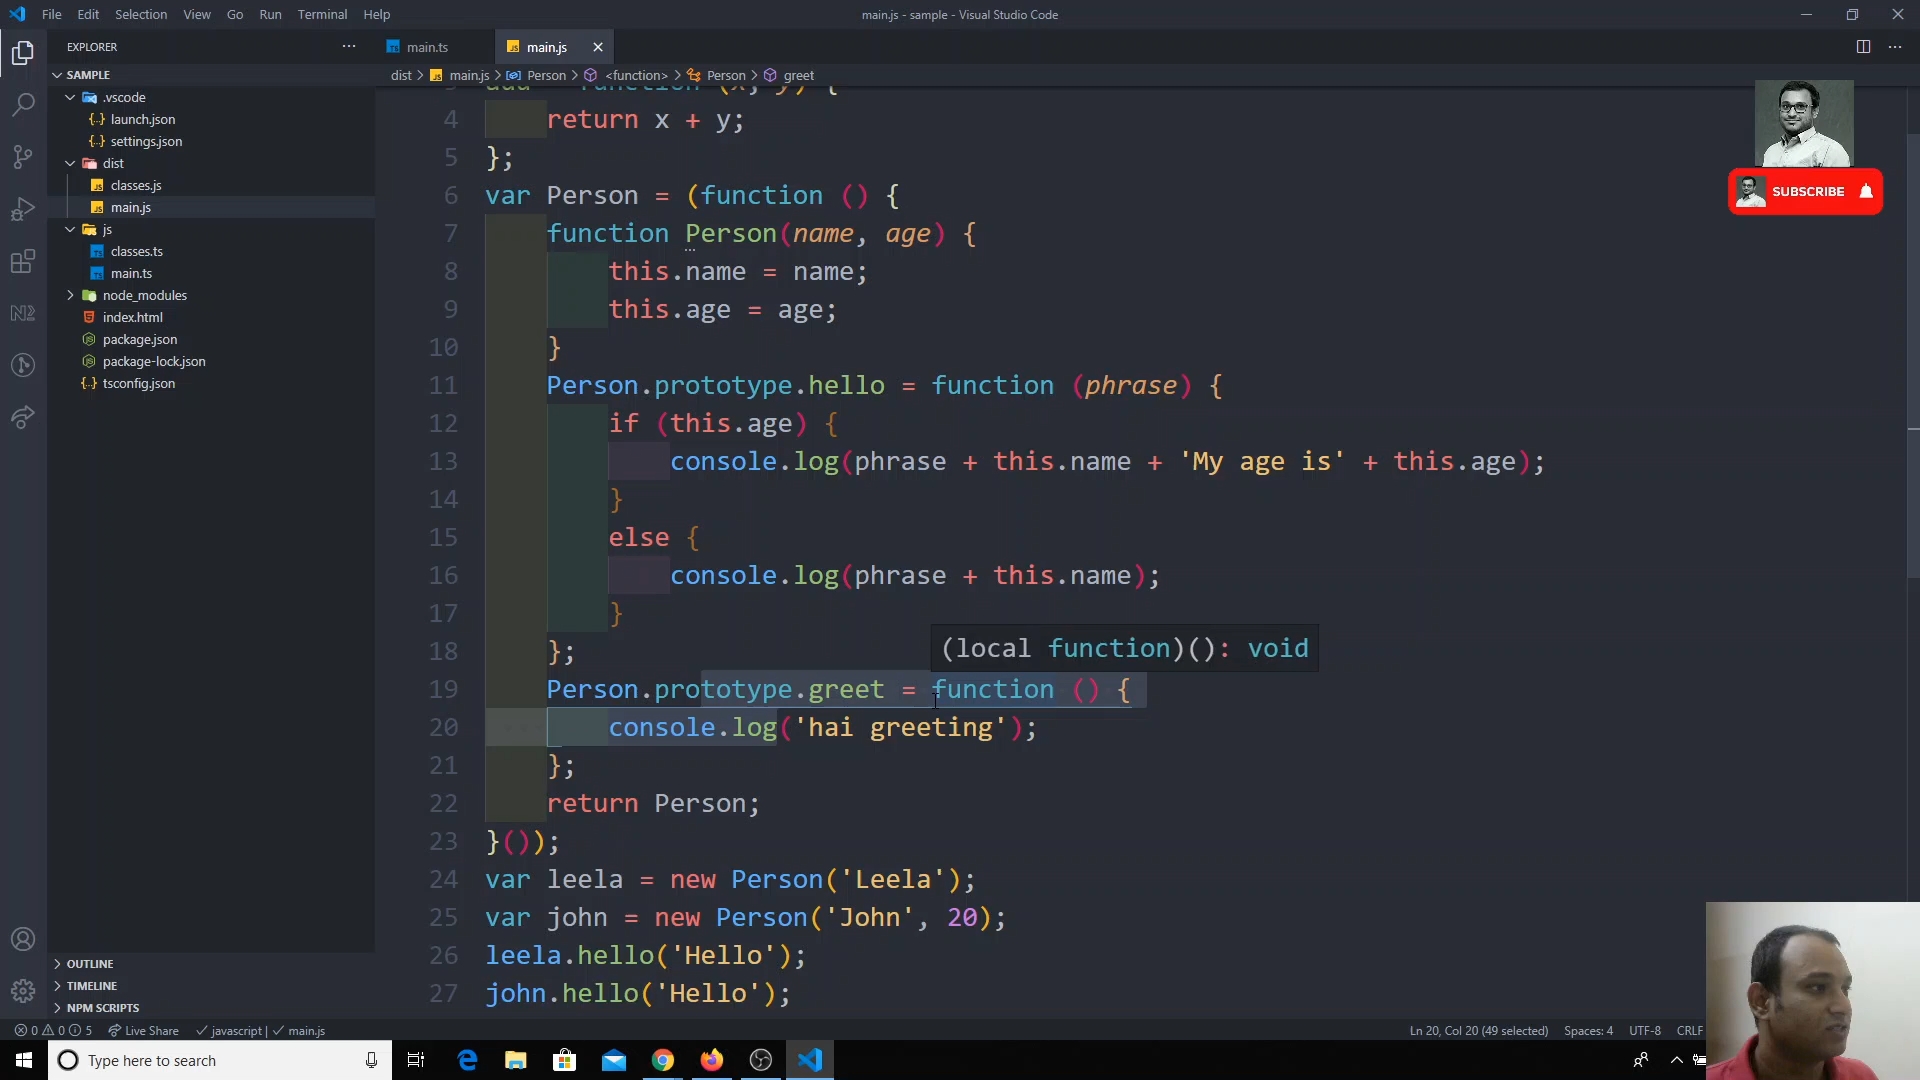 File Edit Selection View Go Run Terminal Help
main.js - sample - Visual Studio Code
EXPLORER
main.ts
main.js
SAMPLE
dist > main.js > Person > <function> > Person > greet
.vscode
launch.json
settings.json
dist
classes.js
main.js
js
classes.ts
main.ts
node_modules
index.html
package.json
package-lock.json
tsconfig.json
OUTLINE
TIMELINE
NPM SCRIPTS
4 return x + y;
5 };
6 var Person = (function () {
7 function Person(name, age) {
8 this.name = name;
9 this.age = age;
10 }
11 Person.prototype.hello = function (phrase) {
12 if (this.age) {
13 console.log(phrase + this.name + 'My age is' + this.age);
14 }
15 else {
16 console.log(phrase + this.name);
17 }
18 };
(local function)(): void
19 Person.prototype.greet = function () {
20 console.log('hai greeting');
21 };
22 return Person;
23 }());
24 var leela = new Person('Leela');
25 var john = new Person('John', 20);
26 leela.hello('Hello');
27 john.hello('Hello');
SUBSCRIBE
0 0 5 Live Share javascript | main.js
Ln 20, Col 20 (49 selected) Spaces: 4 UTF-8 CRLF
Type here to search